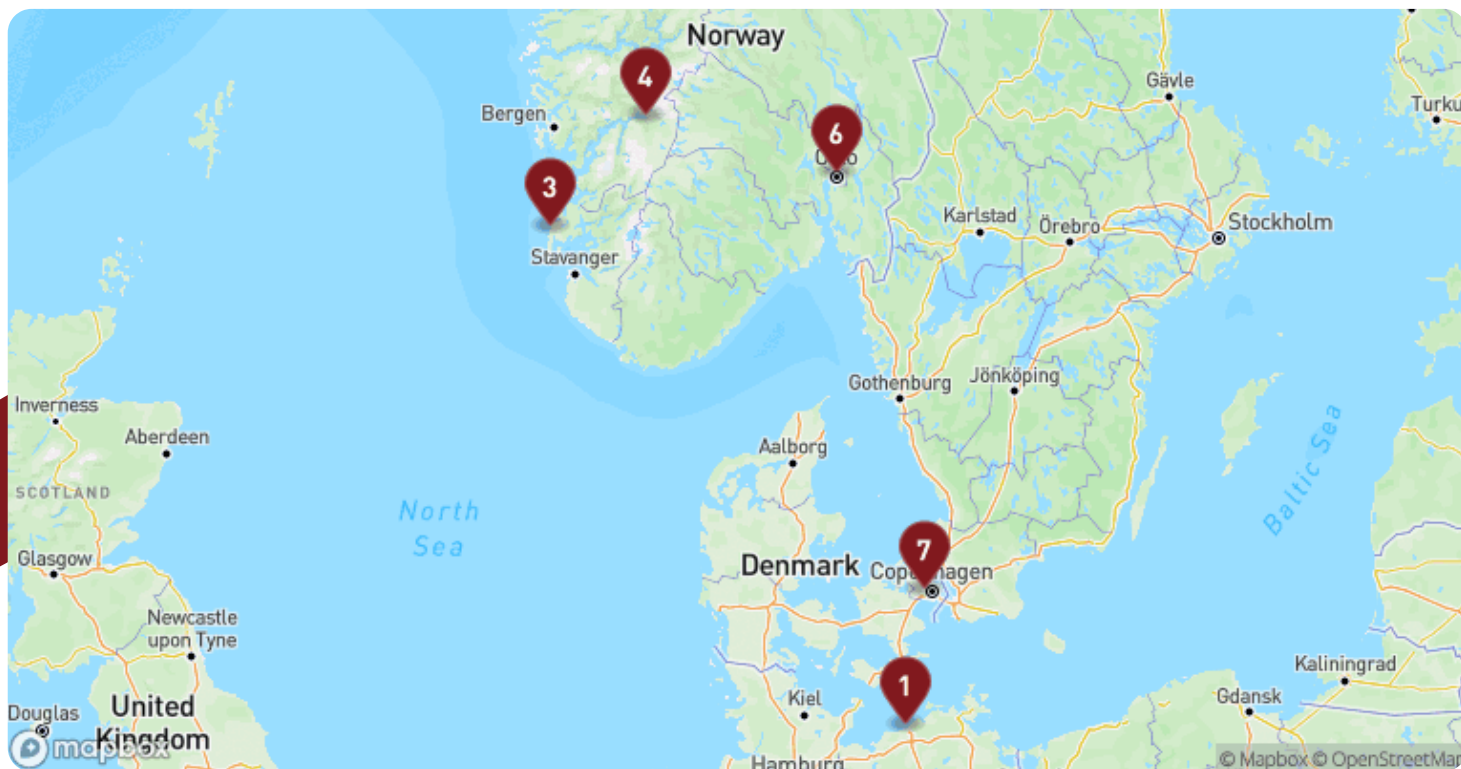 Norway
Gävle
4
Turku
Bergen
6
3
Karlstad
Örebro
Stockholm
Stavanger
Gothenburg
Jönköping
Inverness
Aberdeen
Aalborg
SCOTLAND
North
Sea
Baltic Sea
Glasgow
7
Denmark
Copenhagen
Newcastle
upon Tyne
Kaliningrad
1
Kiel
Gdansk
Douglas
United
Kingdom
mapbox
Hamburg
© Mapbox © OpenStreetMap